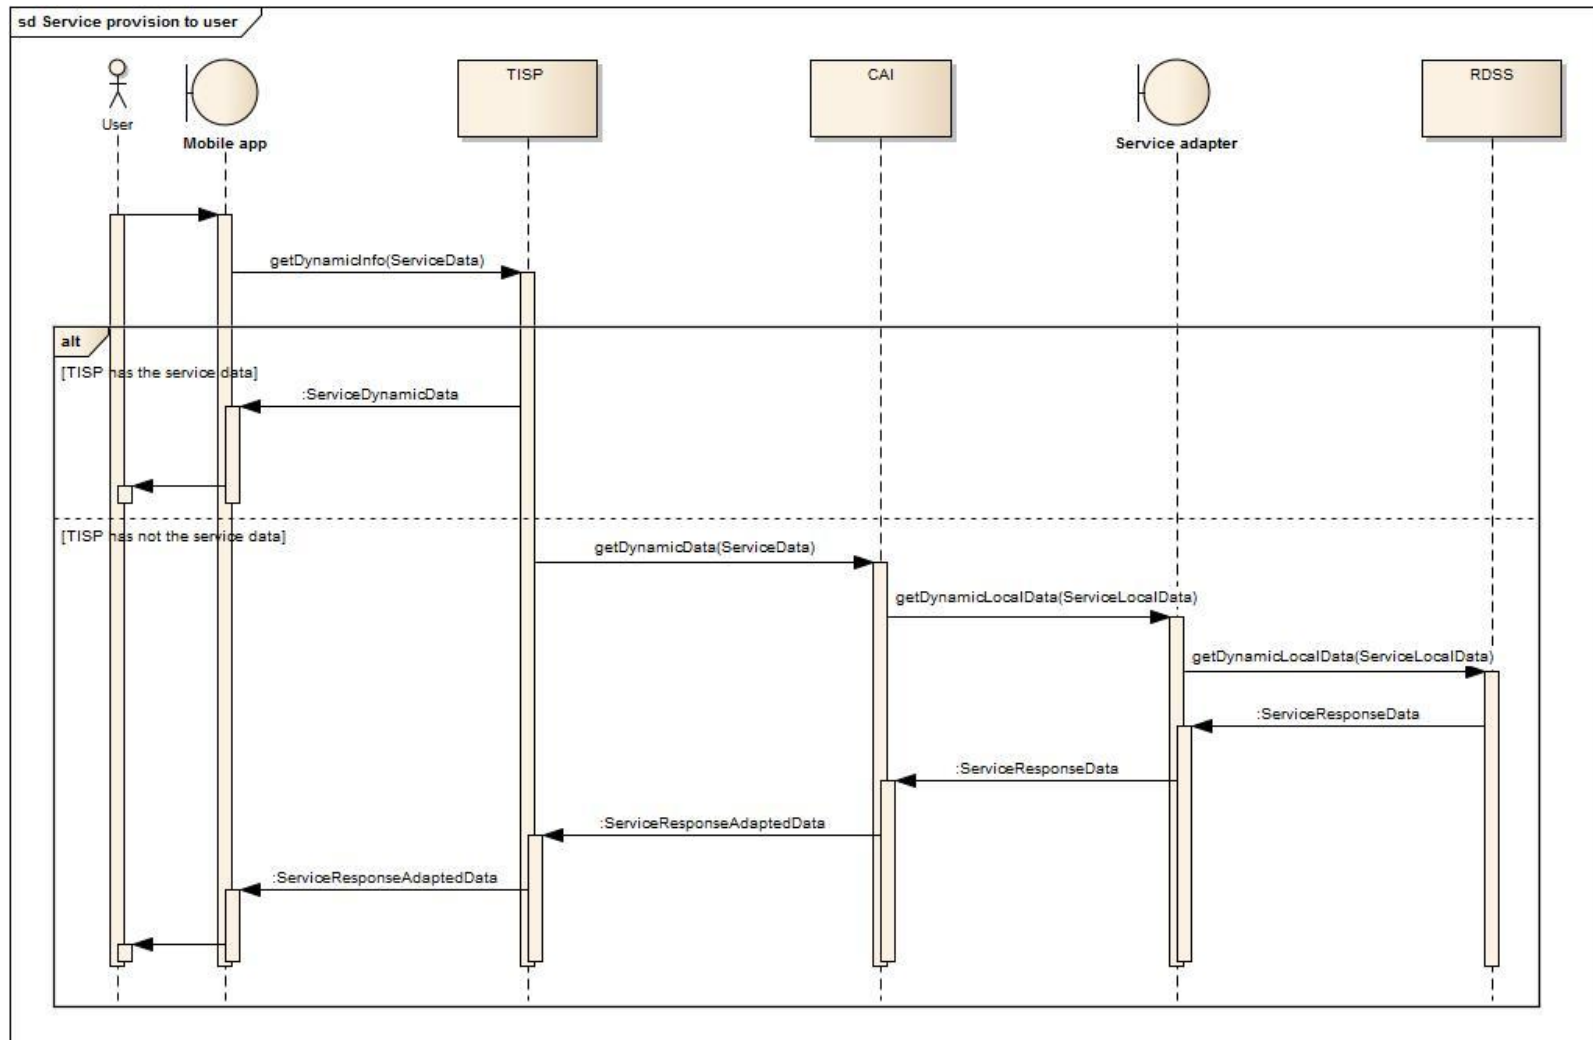 sd Service provision to user
User
Mobile app
TISP
CAI
Service adapter
RDSS
getDynamicInfo(ServiceData)
alt
[TISP has the service data]
:ServiceDynamicData
[TISP has not the service data]
getDynamicData(ServiceData)
getDynamicLocalData(ServiceLocalData)
getDynamicLocalData(ServiceLocalData)
:ServiceResponseData
:ServiceResponseData
:ServiceResponseAdaptedData
:ServiceResponseAdaptedData